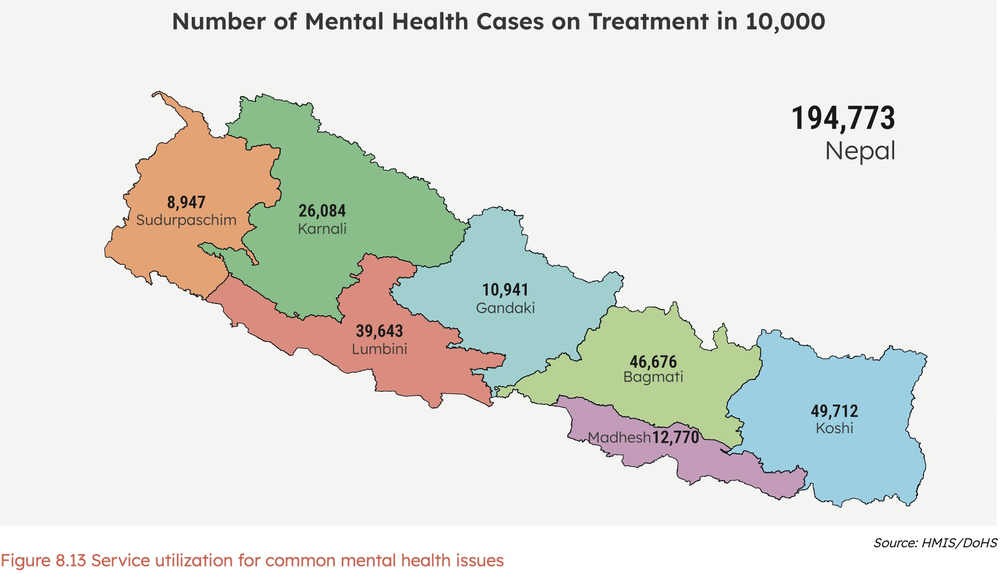 Number of Mental Health Cases on Treatment in 10,000
194,773
Nepal
8,947
Sudurpaschim
26,084
Karnali
10,941
Gandaki
39,643
Lumbini
46,676
Bagmati
49,712
Koshi
Madhesh 12,770
Source: HMIS/DoHS
Figure 8.13 Service utilization for common mental health issues